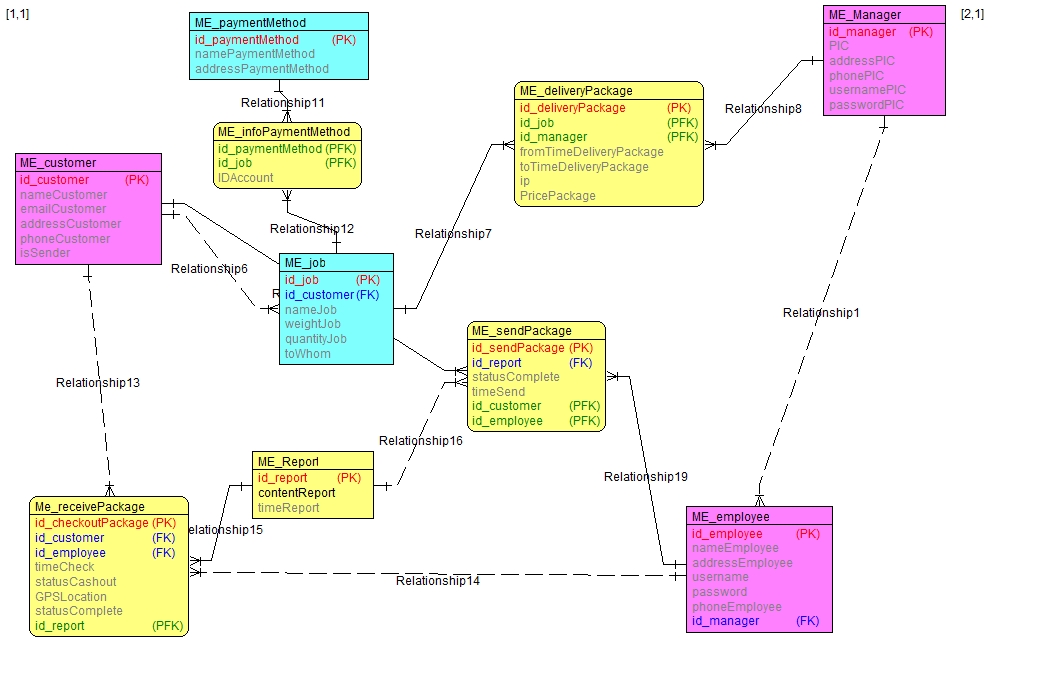 [1,1]
[2,1]
ME_paymentMethod
id_paymentMethod (PK)
namePaymentMethod
addressPaymentMethod
Relationship11
ME_infoPaymentMethod
id_paymentMethod (PFK)
id_job (PFK)
IDAccount
Relationship12
ME_Manager
id_manager (PK)
PIC
addressPIC
phonePIC
usernamePIC
passwordPIC
Relationship8
ME_deliveryPackage
id_deliveryPackage (PK)
id_job (PFK)
id_manager (PFK)
fromTimeDeliveryPackage
toTimeDeliveryPackage
ip
PricePackage
Relationship7
ME_customer
id_customer (PK)
nameCustomer
emailCustomer
addressCustomer
phoneCustomer
isSender
Relationship6
R
ME_job
id_job (PK)
id_customer (FK)
nameJob
weightJob
quantityJob
toWhom
Relationship1
ME_sendPackage
id_sendPackage (PK)
id_report (FK)
statusComplete
timeSend
id_customer (PFK)
id_employee (PFK)
Relationship13
Relationship16
Relationship19
ME_Report
id_report (PK)
contentReport
timeReport
elationship15
Me_receivePackage
id_checkoutPackage (PK)
id_customer (FK)
id_employee (FK)
timeCheck
statusCashout
GPSLocation
statusComplete
id_report (PFK)
Relationship14
ME_employee
id_employee (PK)
nameEmployee
addressEmployee
username
password
phoneEmployee
id_manager (FK)